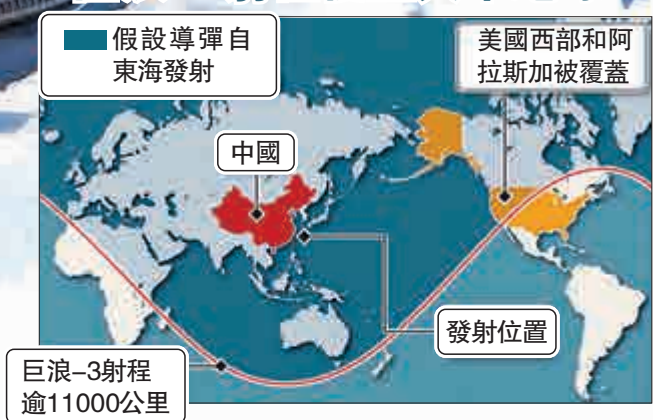 假設導彈自
東海發射
美國西部和阿
拉斯加被覆蓋
中國
發射位置
巨浪–3射程
逾11000公里